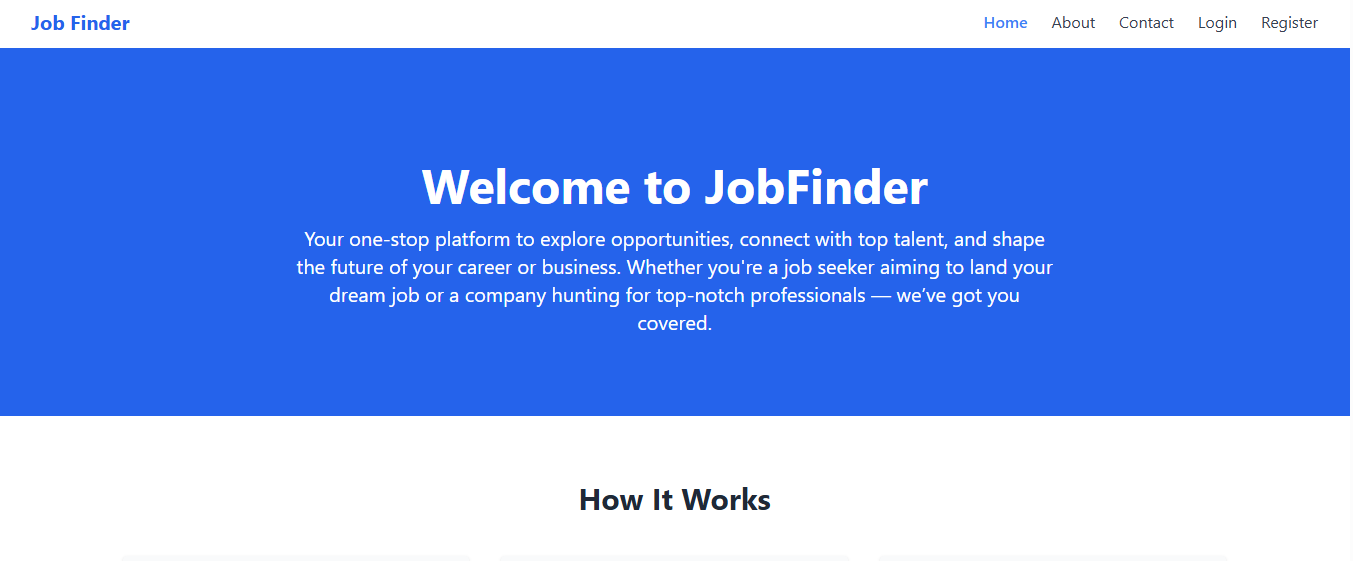 Job Finder
Home About Contact Login Register
Welcome to JobFinder
Your one-stop platform to explore opportunities, connect with top talent, and shape
the future of your career or business. Whether you're a job seeker aiming to land your
dream job or a company hunting for top-notch professionals — we’ve got you
covered.
How It Works